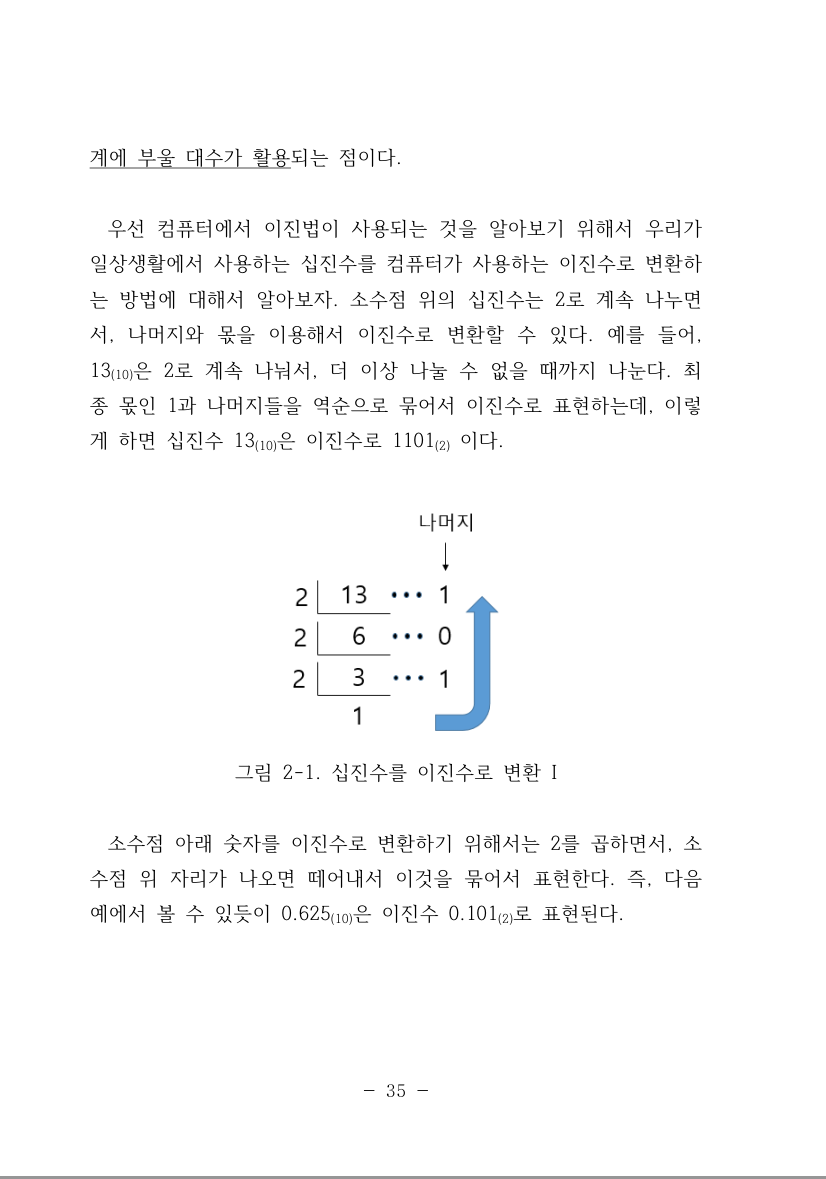 계에 부울 대수가 활용되는 점이다.
우선 컴퓨터에서 이진법이 사용되는 것을 알아보기 위해서 우리가
일상생활에서 사용하는 십진수를 컴퓨터가 사용하는 이진수로 변환하
는 방법에 대해서 알아보자. 소수점 위의 십진수는 2로 계속 나누면
서, 나머지와 몫을 이용해서 이진수로 변환할 수 있다. 예를 들어,
13(10)은 2로 계속 나눠서, 더 이상 나눌 수 없을 때까지 나눈다. 최
종 몫인 1과 나머지들을 역순으로 묶어서 이진수로 표현하는데, 이렇
게 하면 십진수 13(10)은 이진수로 1101(2) 이다.
나머지
2 13 ··· 1
2 6 ··· 0
2 3 ··· 1
1
그림 2-1. 십진수를 이진수로 변환 I
소수점 아래 숫자를 이진수로 변환하기 위해서는 2를 곱하면서, 소
수점 위 자리가 나오면 떼어내서 이것을 묶어서 표현한다. 즉, 다음
예에서 볼 수 있듯이 0.625(10)은 이진수 0.101(2)로 표현된다.
- 35 -